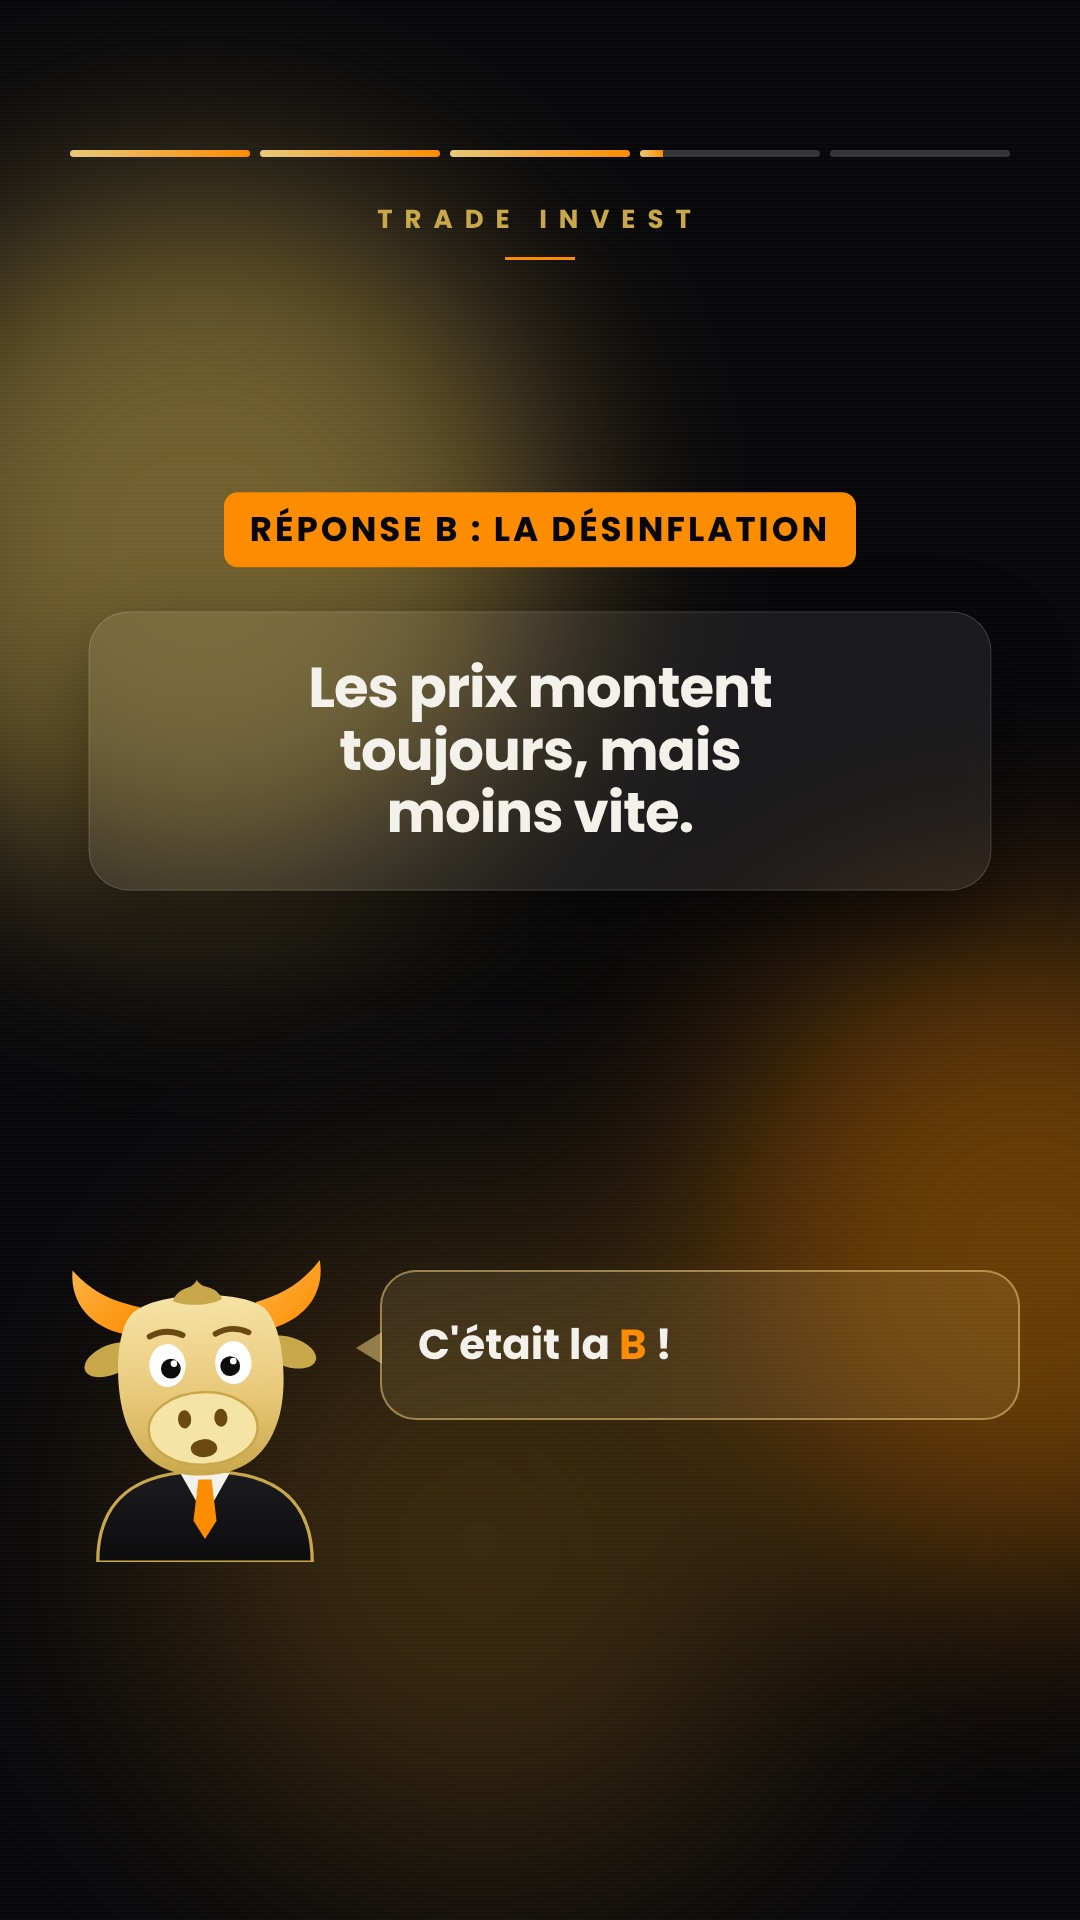 TRADE INVEST
RÉPONSE B : LA DÉSINFLATION
Les prix montent
toujours, mais
moins vite.
C'était la B !